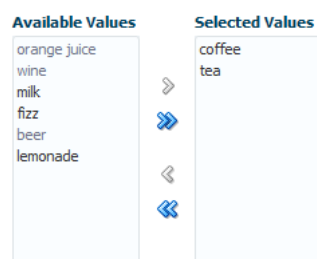 Available Values
orange juice
wine
milk
fizz
beer
lemonade
Selected Values
coffee
tea